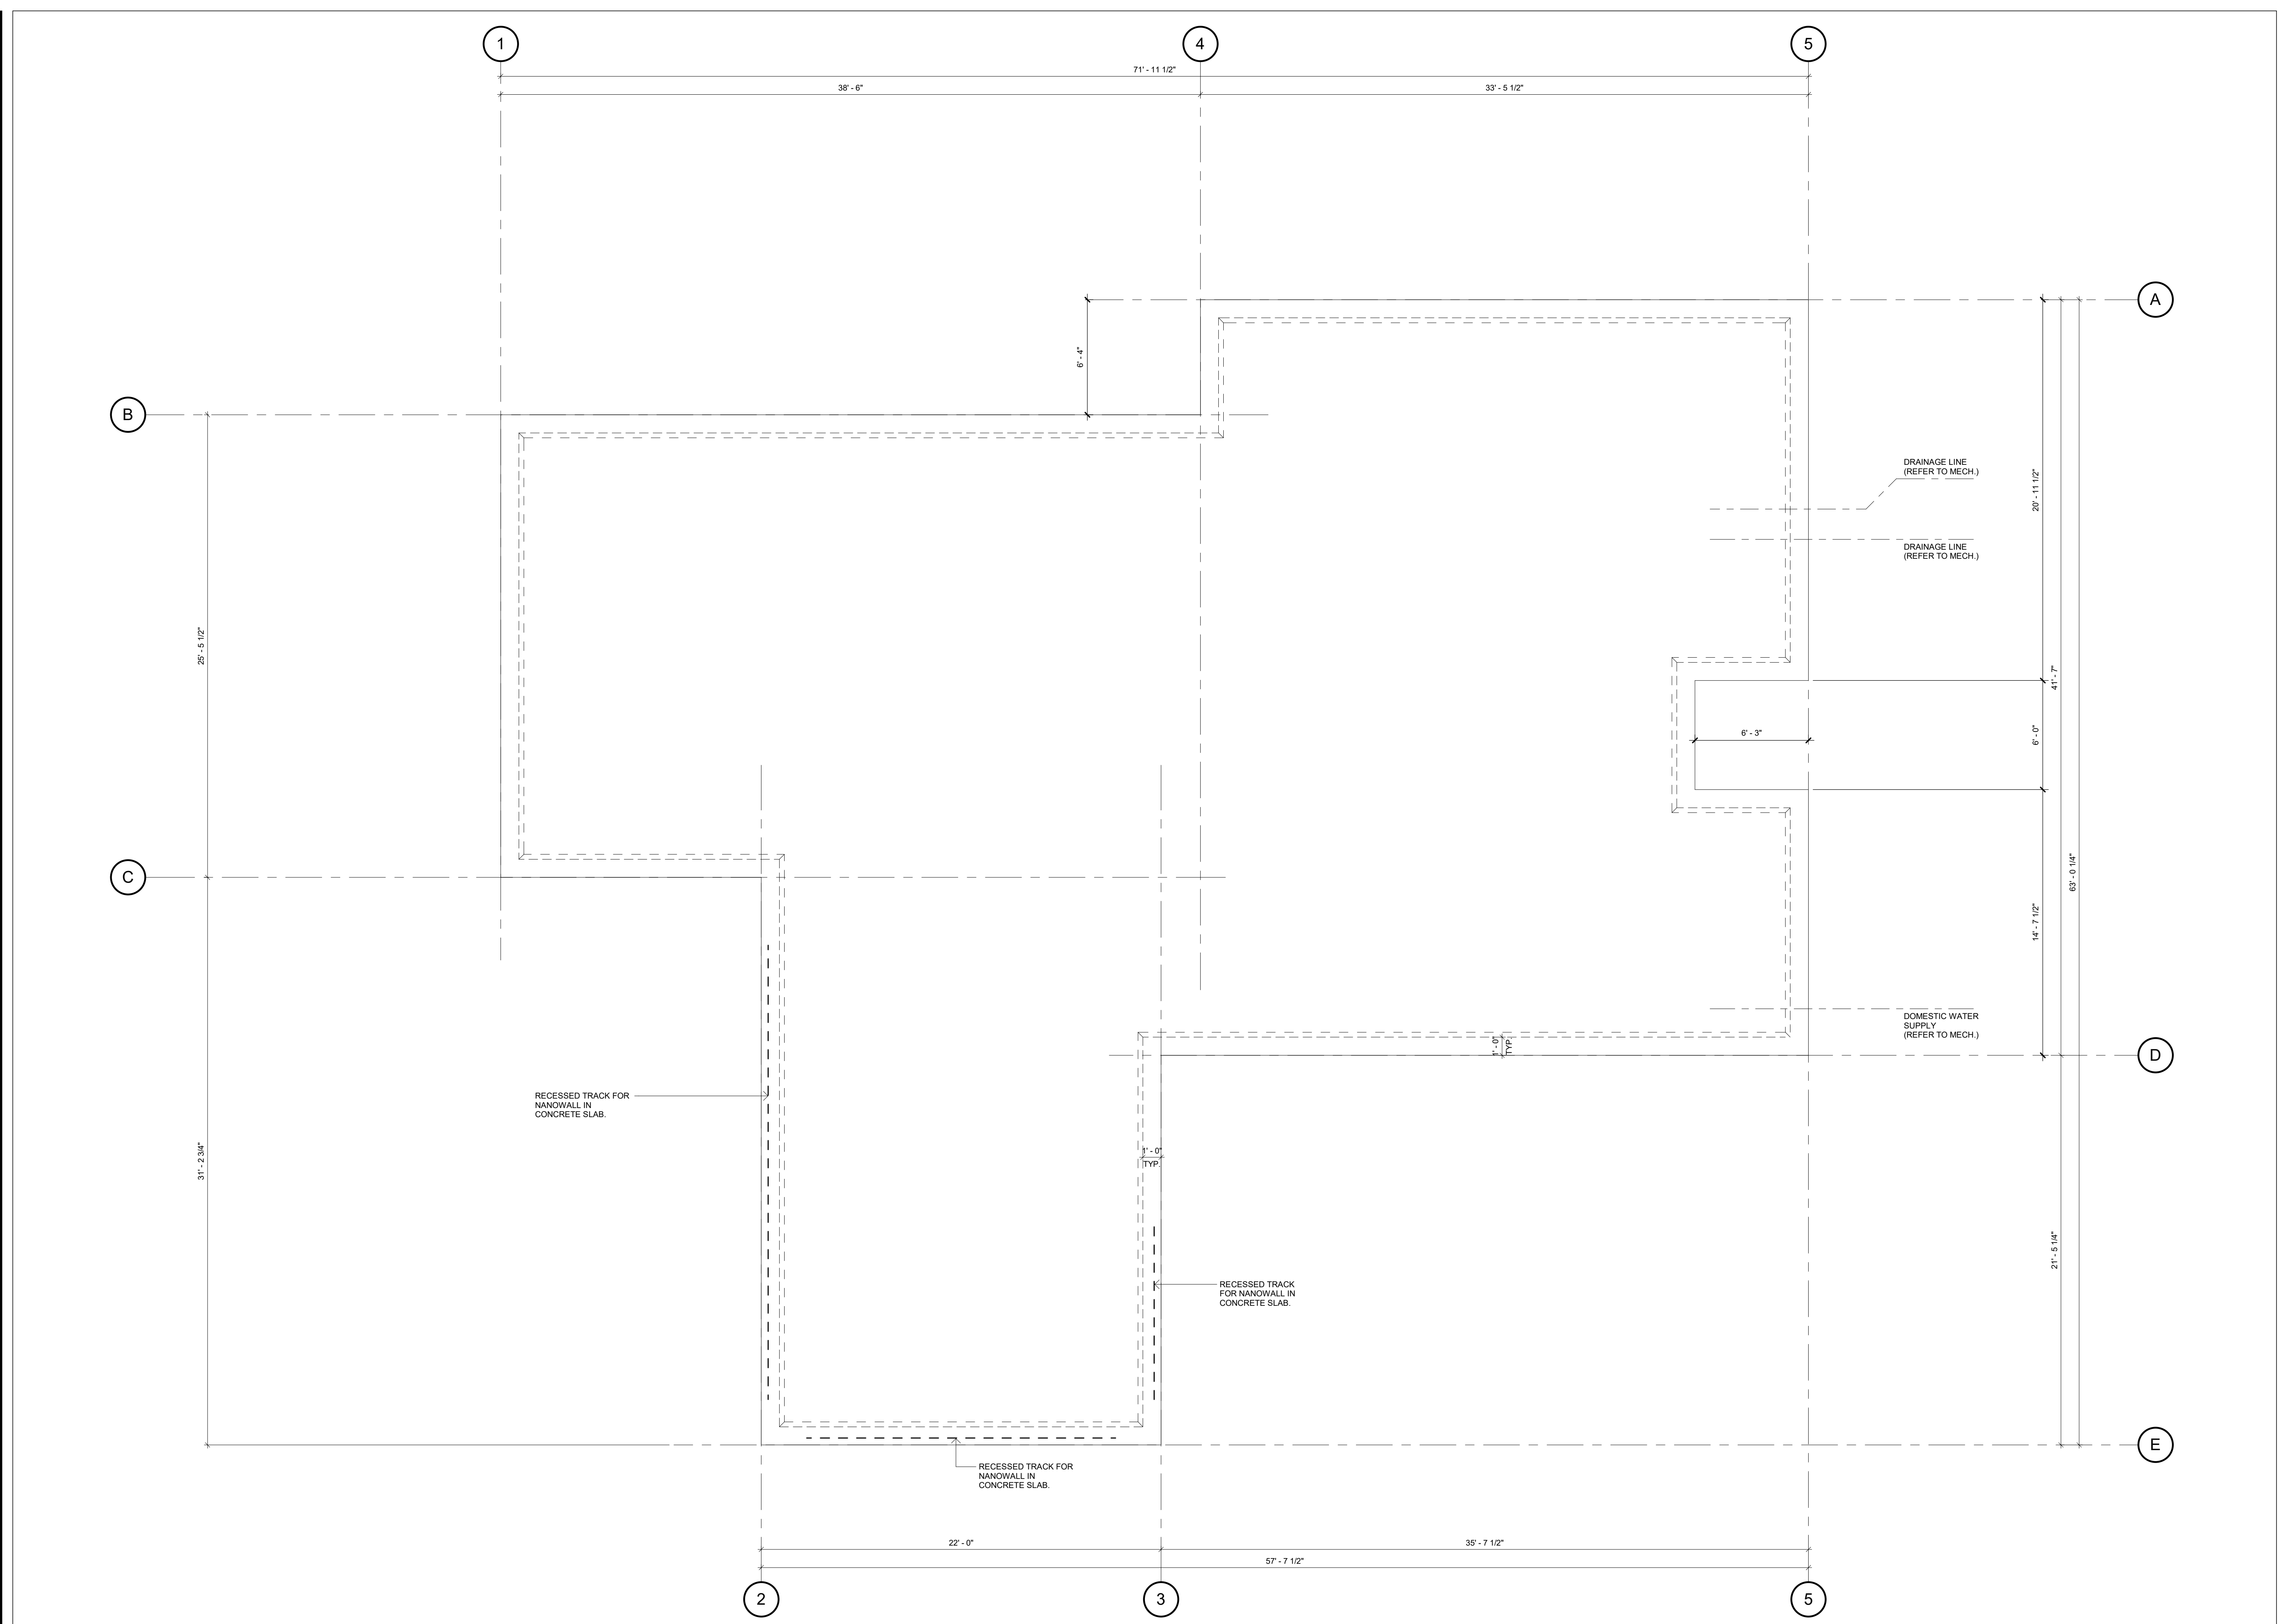 1
4
5
71' - 11 1/2"
38' - 6"
33' - 5 1/2"
A
6' - 4"
B
DRAINAGE LINE
(REFER TO MECH.)
20' - 11 1/2"
DRAINAGE LINE
(REFER TO MECH.)
25' - 5 1/2"
41' - 7"
6' - 3"
6' - 0"
63' - 0 1/4"
C
14' - 7 1/2"
DOMESTIC WATER
SUPPLY
(REFER TO MECH.)
1' - 0"
TYP.
D
RECESSED TRACK FOR
NANOWALL IN
CONCRETE SLAB.
1' - 0"
TYP.
31' - 2 3/4"
21' - 5 1/4"
RECESSED TRACK
FOR NANOWALL IN
CONCRETE SLAB.
E
RECESSED TRACK FOR
NANOWALL IN
CONCRETE SLAB.
22' - 0"
35' - 7 1/2"
57' - 7 1/2"
2
3
5